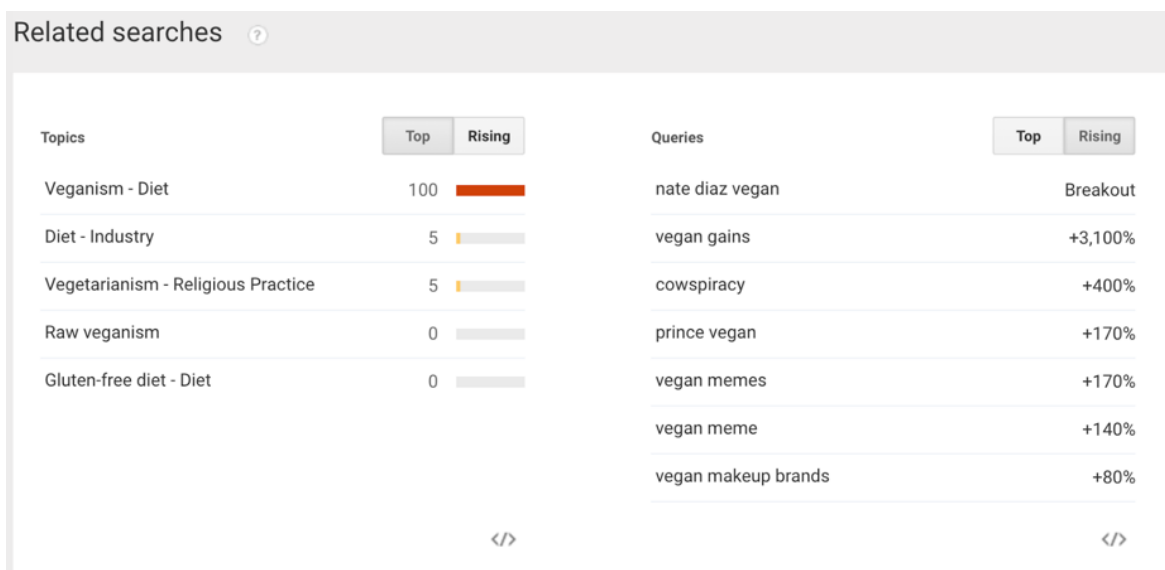 Related searches ?
Topics Top Rising
Veganism - Diet 100
Diet - Industry 5
Vegetarianism - Religious Practice 5
Raw veganism 0
Gluten-free diet - Diet 0
</>
Queries Top Rising
nate diaz vegan Breakout
vegan gains +3,100%
cowspiracy +400%
prince vegan +170%
vegan memes +170%
vegan meme +140%
vegan makeup brands +80%
</>